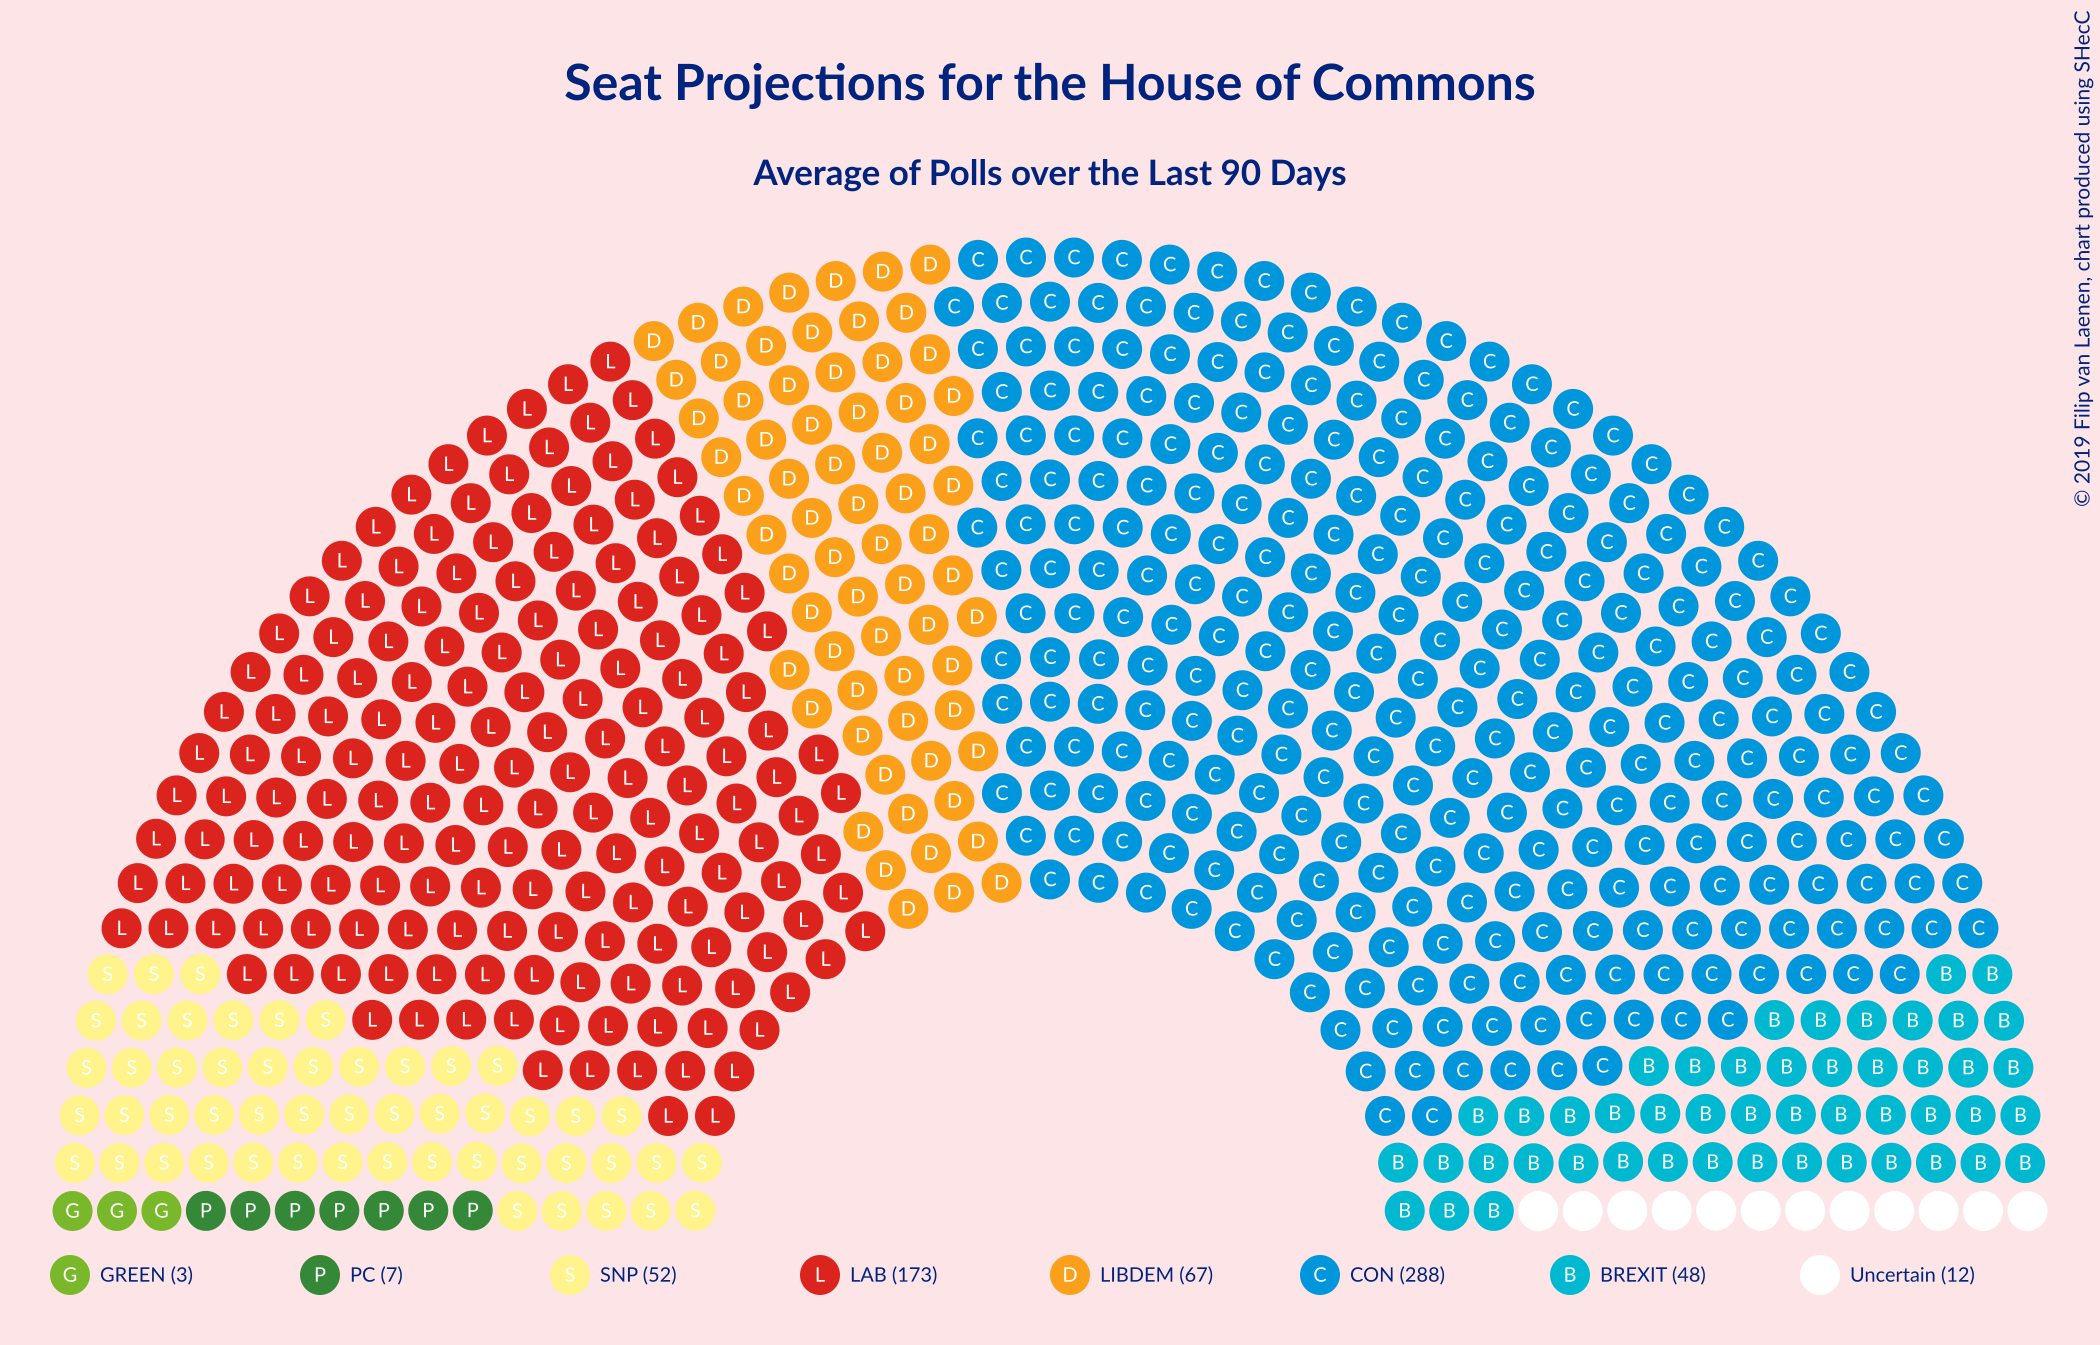 Seat Projections for the House of Commons
Average of Polls over the Last 90 Days
© 2019 Filip van Laenen, chart produced using SHecC
G GREEN (3) P PC (7) S SNP (52) L LAB (173) D LIBDEM (67) C CON (288) B BREXIT (48) Uncertain (12)